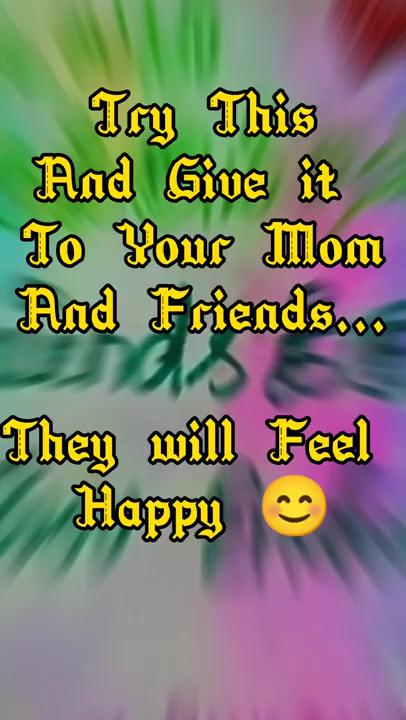 Try This
And Give it
To Your Mom
And Friends...
They will Feel
Happy 😊